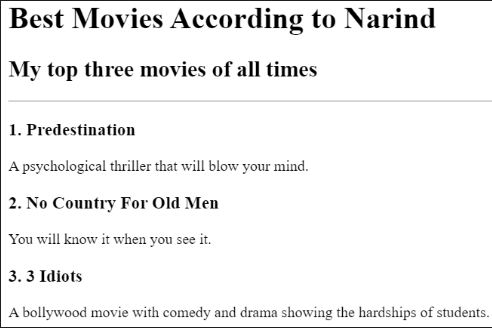 Best Movies According to Narind
My top three movies of all times
1. Predestination
A psychological thriller that will blow your mind.
2. No Country For Old Men
You will know it when you see it.
3. 3 Idiots
A bollywood movie with comedy and drama showing the hardships of students.